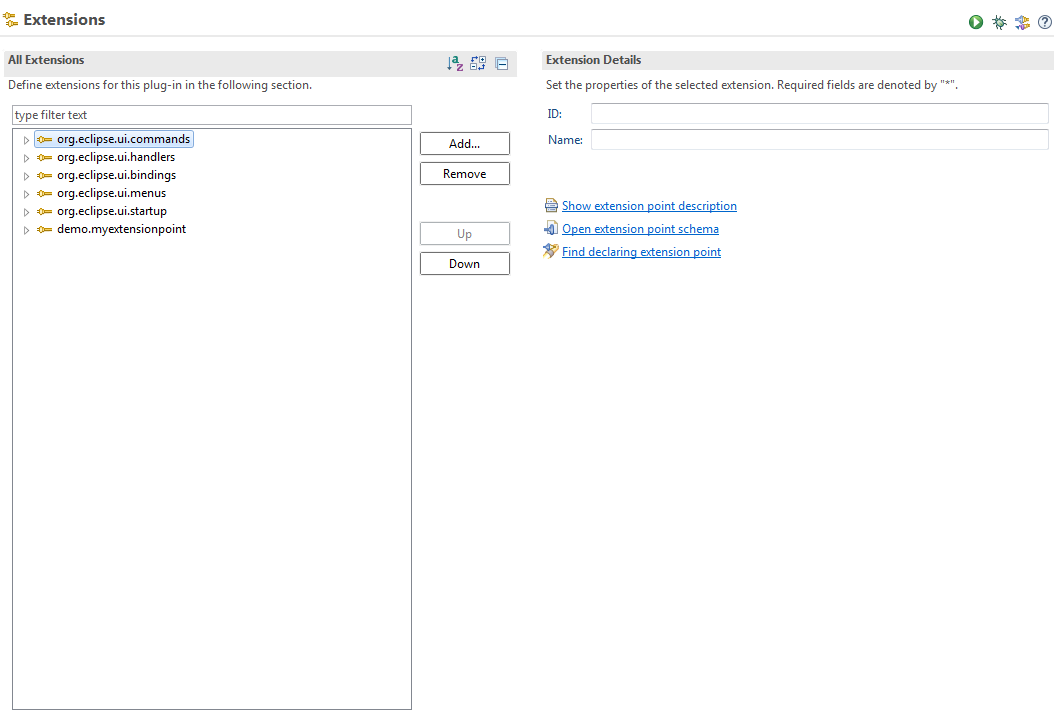 Extensions
All Extensions
Define extensions for this plug-in in the following section.
type filter text
org.eclipse.ui.commands
org.eclipse.ui.handlers
org.eclipse.ui.bindings
org.eclipse.ui.menus
org.eclipse.ui.startup
demo.myextensionpoint
Add...
Remove
Up
Down
Extension Details
Set the properties of the selected extension. Required fields are denoted by "*".
ID:
Name:
Show extension point description
Open extension point schema
Find declaring extension point